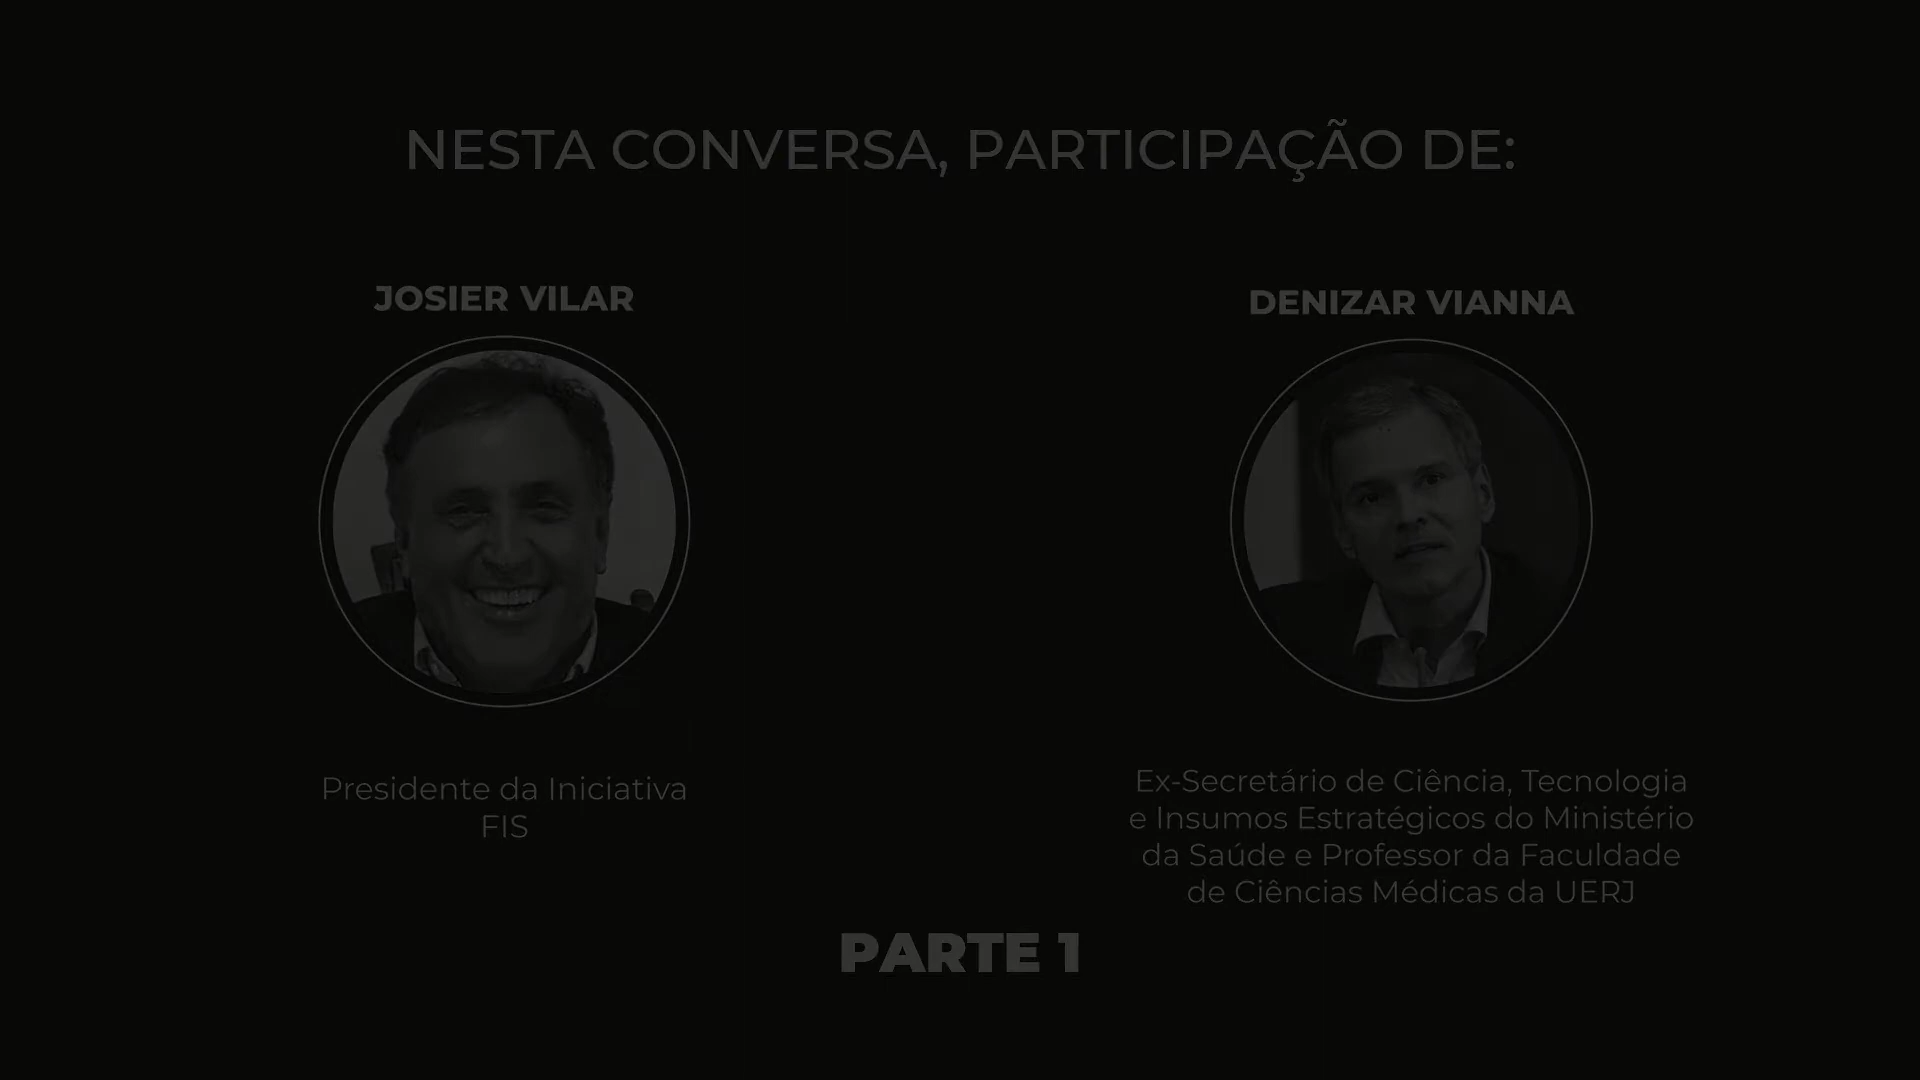 NESTA CONVERSA, PARTICIPAÇÃO DE:
JOSIER VILAR
Presidente da Iniciativa
FIS
DENIZAR VIANNA
Ex-Secretário de Ciência, Tecnologia
e Insumos Estratégicos do Ministério
da Saúde e Professor da Faculdade
de Ciências Médicas da UERJ
PARTE 1